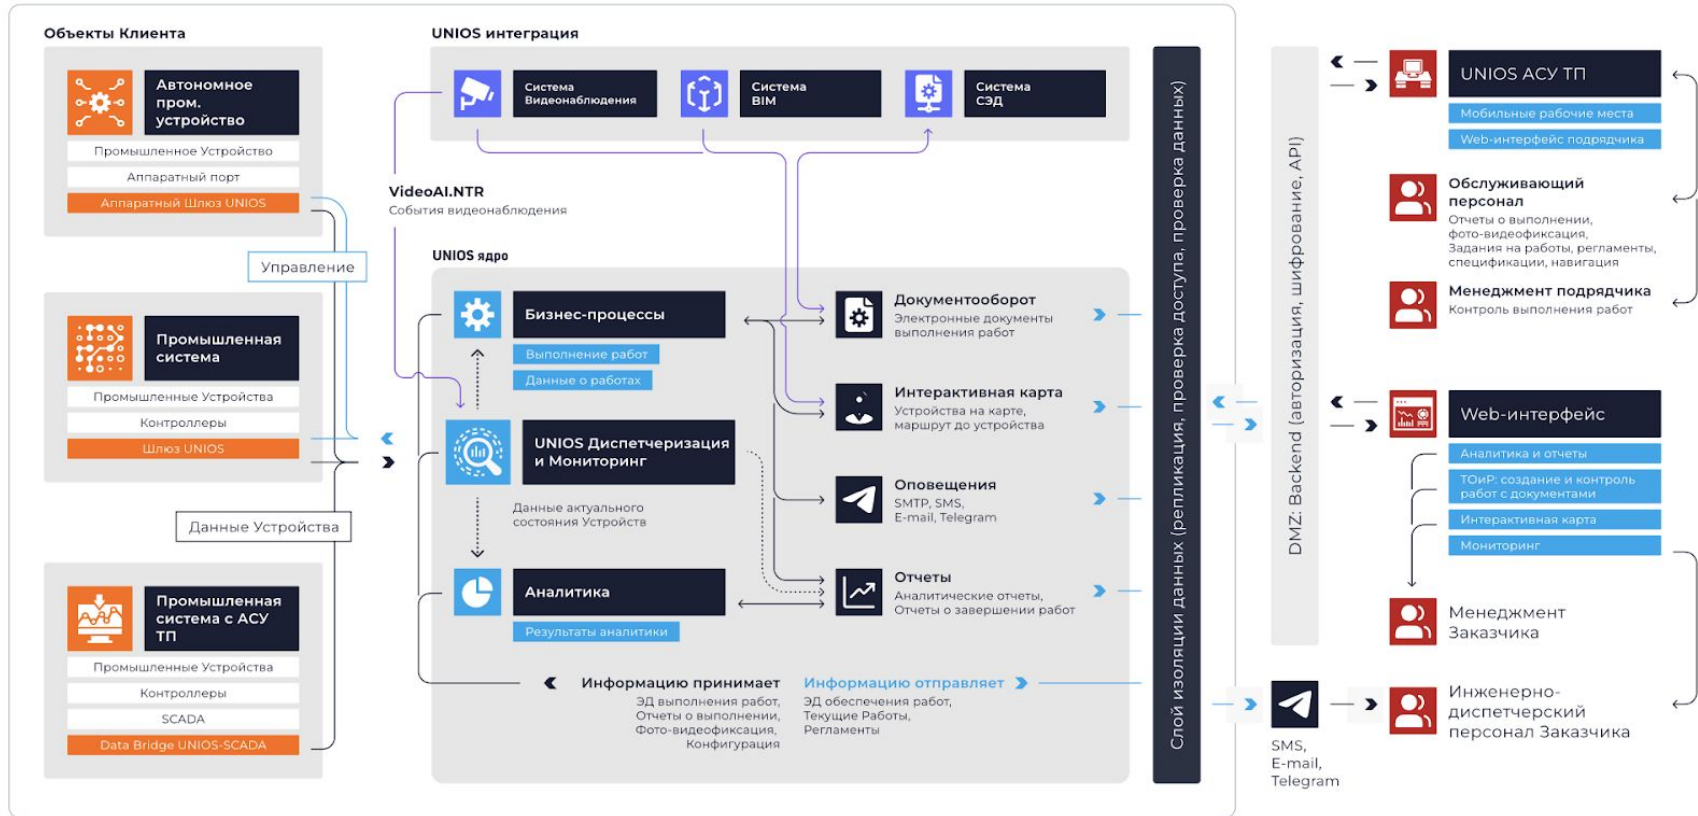 Объекты Клиента
Автономное
пром.
устройство
Промышленное Устройство
Аппаратный порт
Аппаратный Шлюз UNIOS
Управление
Промышленная
система
Промышленные Устройства
Контроллеры
Шлюз UNIOS
Данные Устройства
Промышленная
система с АСУ
ТП
Промышленные Устройства
Контроллеры
SCADA
Data Bridge UNIOS-SCADA
UNIOS интеграция
Система
Видеонаблюдения
Система
BIM
Система
СЭД
VideoAI.NTR
События видеонаблюдения
UNIOS ядро
Бизнес-процессы
Выполнение работ
Данные о работах
UNIOS Диспетчеризация
и Мониторинг
Данные актуального
состояния Устройств
Аналитика
Результаты аналитики
Документооборот
Электронные документы
выполнения работ
Интерактивная карта
Устройства на карте,
маршрут до устройства
Оповещения
SMTP, SMS,
E-mail, Telegram
Отчеты
Аналитические отчеты,
Отчеты о завершении работ
Информацию принимает
ЭД выполнения работ,
Отчеты о выполнении,
Фото-видеофиксация,
Конфигурация
Информацию отправляет
ЭД обеспечения работ,
Текущие Работы,
Регламенты
Слой изоляции данных (репликация, проверка доступа, проверка данных)
DMZ: Backend (авторизация, шифрование, API)
UNIOS АСУ ТП
Мобильные рабочие места
Web-интерфейс подрядчика
Обслуживающий
персонал
Отчеты о выполнении,
фото-видеофиксация,
Задания на работы, регламенты,
спецификации, навигация
Менеджмент подрядчика
Контроль выполнения работ
Web-интерфейс
Аналитика и отчеты
ТОиР: создание и контроль
работ с документами
Интерактивная карта
Мониторинг
Менеджмент
Заказчика
SMS,
E-mail,
Telegram
Инженерно-
диспетчерский
персонал Заказчика